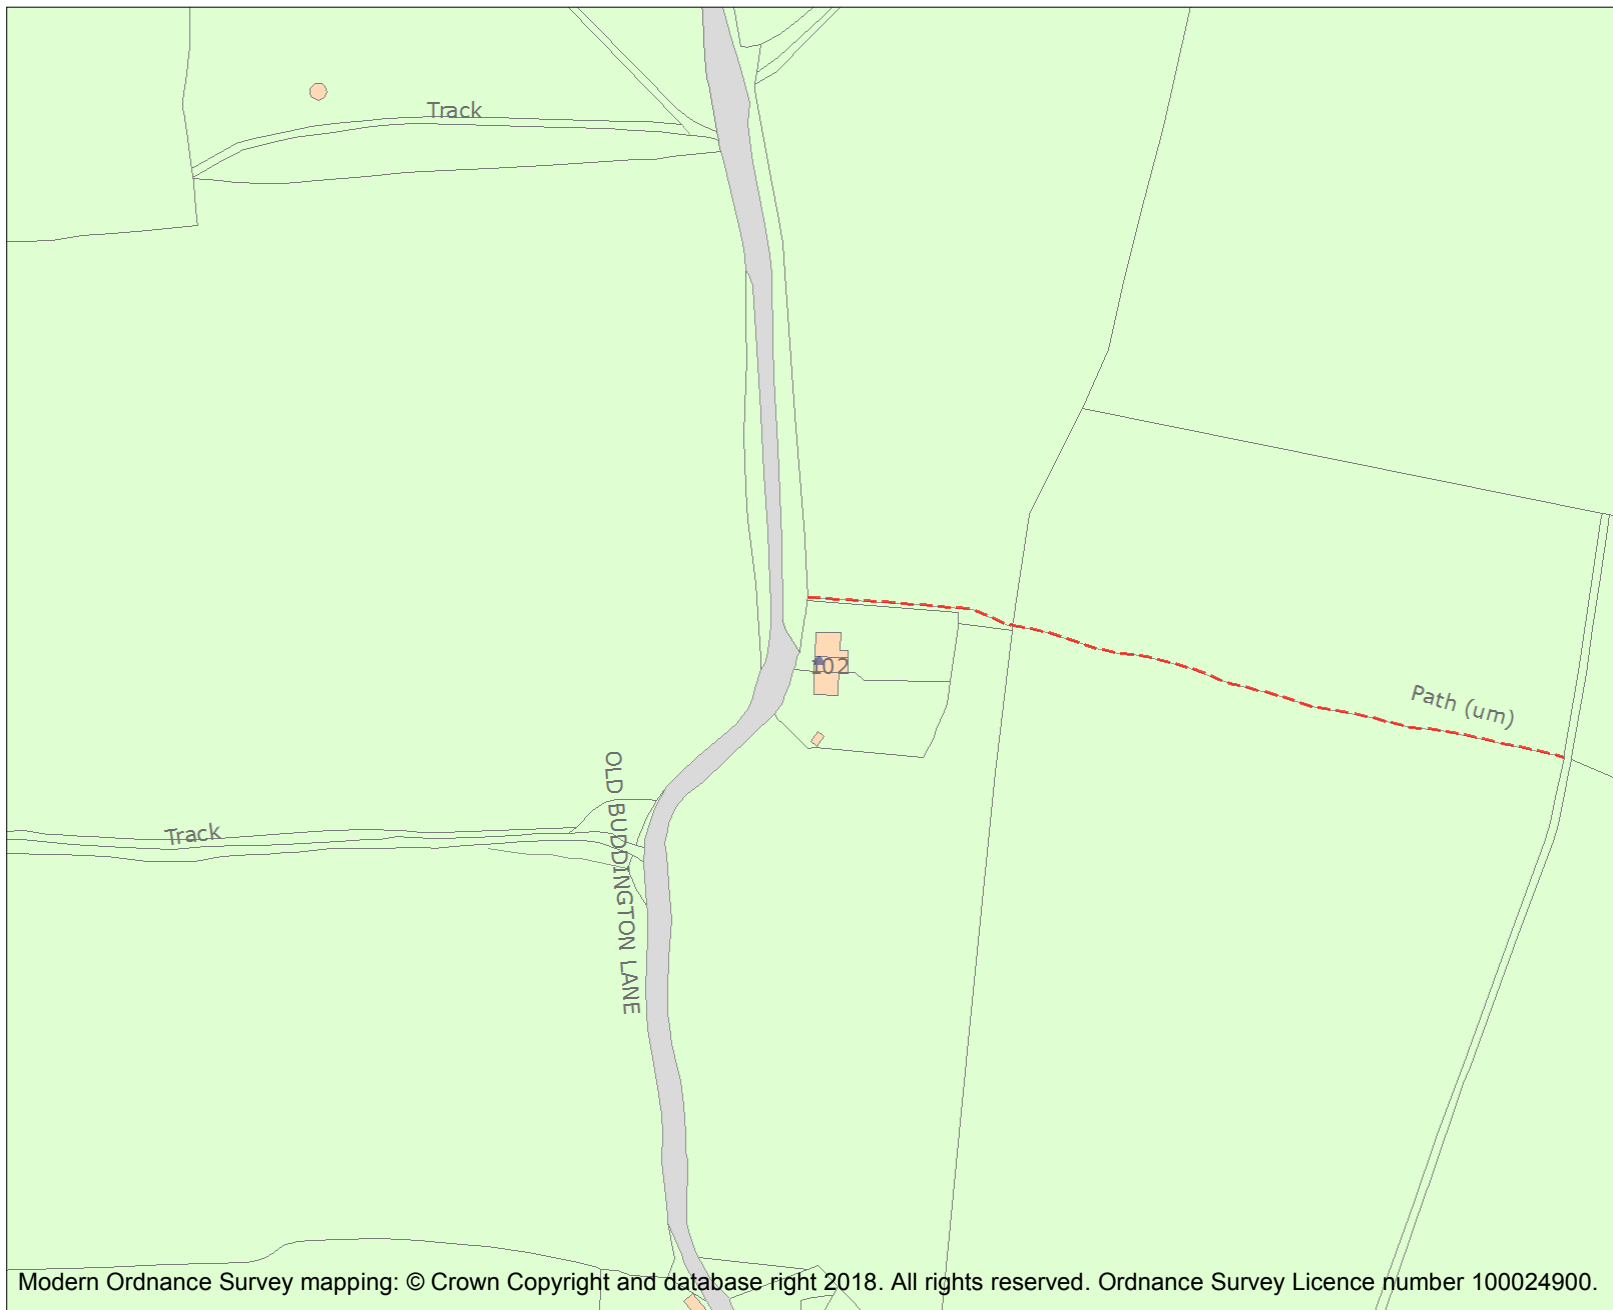 Track
102
Path (um)
OLD BUDDINGTON LANE
Track
Modern Ordnance Survey mapping: © Crown Copyright and database right 2018. All rights reserved. Ordnance Survey Licence number 100024900.